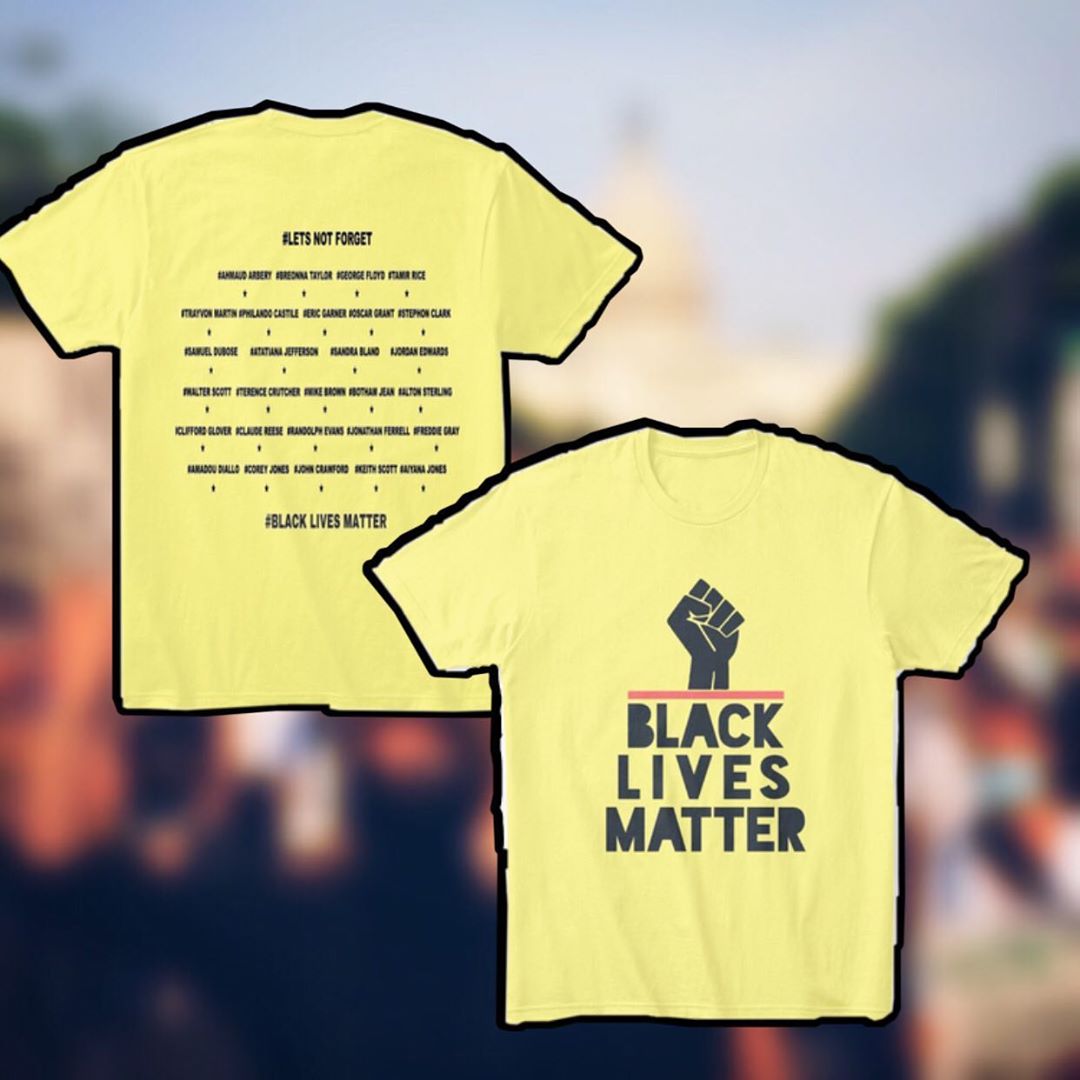 #LETS NOT FORGET
#AHMAUD ARBERY #BREONNA TAYLOR #GEORGE FLOYD #TAMIR RICE
#TRAYVON MARTIN #PHILANDO CASTILE #ERIC GARNER #OSCAR GRANT #STEPHON CLARK
#SAMUEL DUBOSE #ATATIANA JEFFERSON #SANDRA BLAND #JORDAN EDWARDS
#WALTER SCOTT #TERENCE CRUTCHER #MIKE BROWN #BOTHAM JEAN #ALTON STERLING
#CLIFFORD GLOVER #CLAUDE REESE #RANDOLPH EVANS #JONATHAN FERRELL #FREDDIE GRAY
#AMADOU DIALLO #COREY JONES #JOHN CRAWFORD #KEITH SCOTT #AIYANA JONES
#BLACK LIVES MATTER
BLACK
LIVES
MATTER